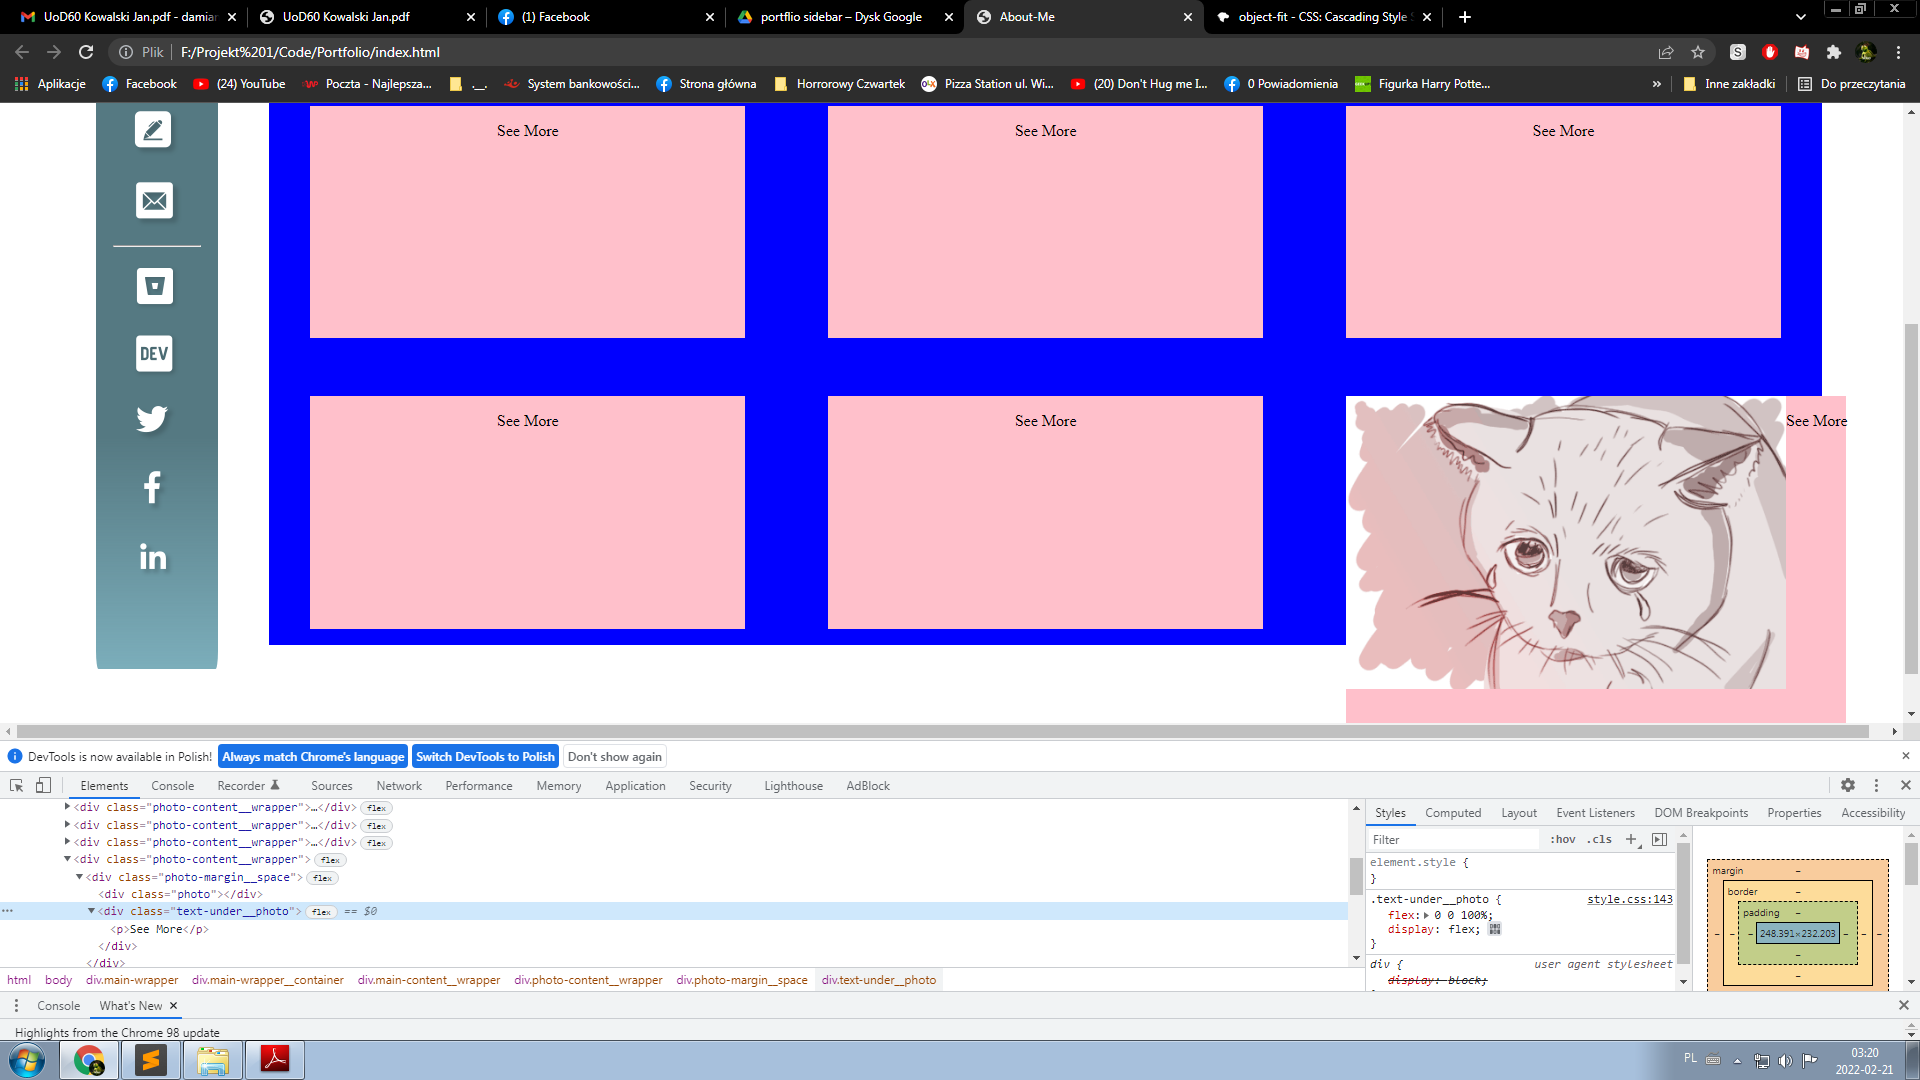 UoD60 Kowalski Jan.pdf - damiar
UoD60 Kowalski Jan.pdf
(1) Facebook
portflio sidebar – Dysk Google
About-Me
object-fit - CSS: Cascading Style
Plik
F:/Projekt%201/Code/Portfolio/index.html
Aplikacje
Facebook
(24) YouTube
Poczta - Najlepsza...
._.
System bankowości...
Strona główna
Horrorowy Czwartek
Pizza Station ul. Wi...
(20) Don't Hug me I...
0 Powiadomienia
Figurka Harry Potte...
»
Inne zakładki
Do przeczytania
See More
See More
See More
DEV
See More
See More
See More
DevTools is now available in Polish!
Always match Chrome's language
Switch DevTools to Polish
Don't show again
Elements
Console
Recorder
Sources
Network
Performance
Memory
Application
Security
Lighthouse
AdBlock
<div class="photo-content__wrapper">…</div> flex
<div class="photo-content__wrapper">…</div> flex
<div class="photo-content__wrapper">…</div> flex
<div class="photo-content__wrapper"> flex
<div class="photo-margin__space"> flex
<div class="photo"></div>
<div class="text-under__photo"> flex == $0
<p>See More</p>
</div>
</div>
html body div.main-wrapper div.main-wrapper__container div.main-content__wrapper div.photo-content__wrapper div.photo-margin__space div.text-under__photo
Styles
Computed
Layout
Event Listeners
DOM Breakpoints
Properties
Accessibility
Filter
:hov .cls
element.style {
}
.text-under__photo { style.css:143
flex: 0 0 100%;
display: flex;
}
div { user agent stylesheet
display: block;
margin –
border –
padding –
– – – 248.391×232.203 – – –
–
–
Console
What's New
Highlights from the Chrome 98 update
PL
03:20
2022-02-21